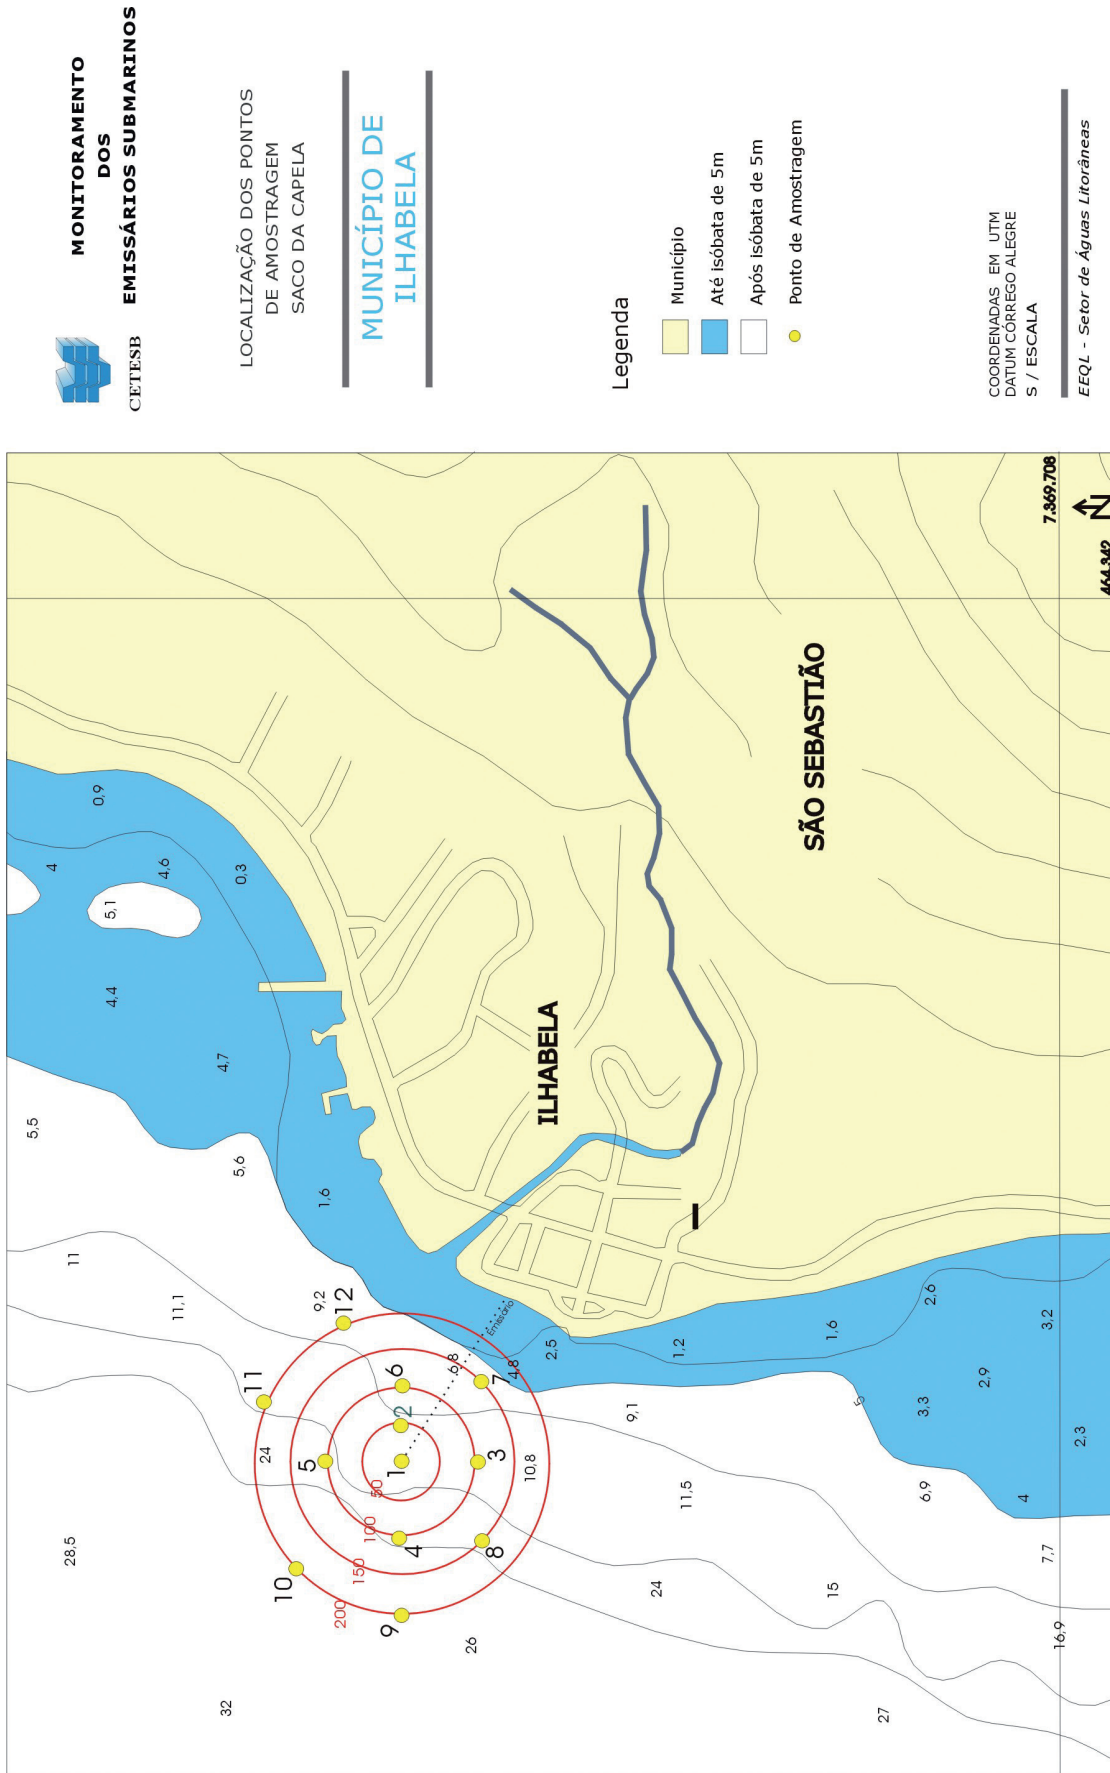 MONITORAMENTO
DOS
EMISSÁRIOS SUBMARINOS
CETESB
LOCALIZAÇÃO DOS PONTOS
DE AMOSTRAGEM
SACO DA CAPELA
MUNICÍPIO DE
ILHABELA
Legenda
Município
Até isóbata de 5m
Após isóbata de 5m
Ponto de Amostragem
COORDENADAS EM UTM
DATUM CÓRREGO ALEGRE
S / ESCALA
EEQL - Setor de Águas Litorâneas
7.369.708
464.342
N
SÃO SEBASTIÃO
ILHABELA
Emissário
0,9
4
4,6
0,3
5,1
4,4
4,7
5,5
5,6
1,6
11
11,1
9,2
12
11
24
6
2
1
5
3
4
7
8
9
10
50
100
150
200
6,8
4,8
2,5
1,2
1,6
2,6
3,2
2,9
3,3
2,3
5
9,1
10,8
11,5
6,9
4
7,7
15
24
16,9
26
27
28,5
32